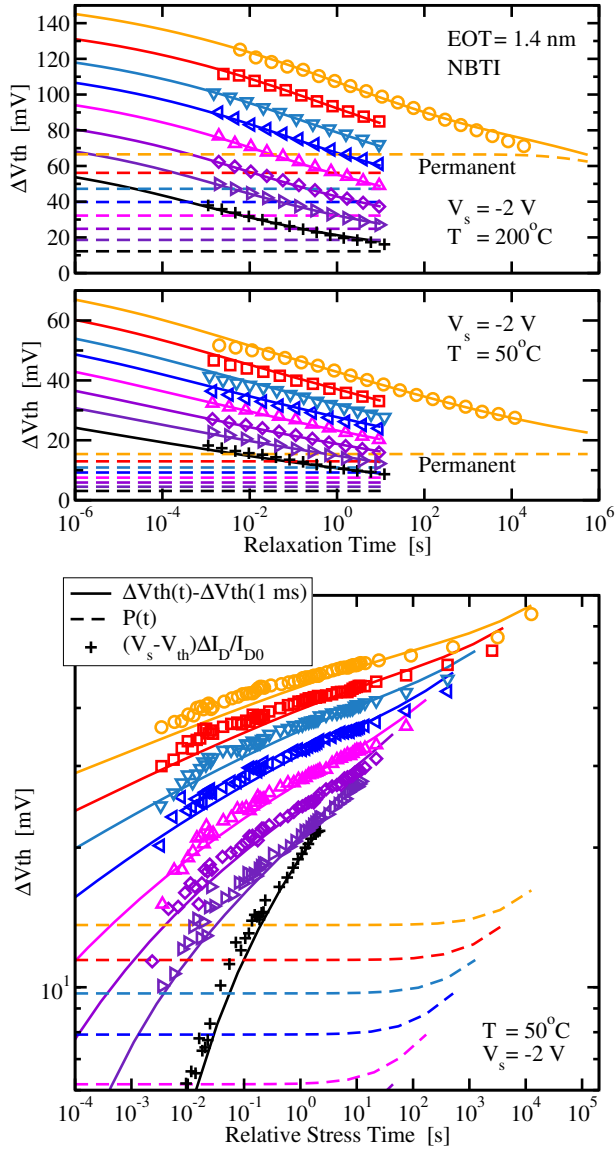 140
120
100
80
60
40
20
0
ΔVth [mV]
EOT = 1.4 nm
NBTI
Permanent
V_s = -2 V
T = 200°C
60
40
20
0
ΔVth [mV]
V_s = -2 V
T = 50°C
Permanent
10^-6 10^-4 10^-2 10^0 10^2 10^4 10^6
Relaxation Time [s]
ΔVth(t)-ΔVth(1 ms)
P(t)
(V_s-V_th)ΔI_D/I_D0
ΔVth [mV]
10^1
T = 50°C
V_s = -2 V
10^-4 10^-3 10^-2 10^-1 10^0 10^1 10^2 10^3 10^4 10^5
Relative Stress Time [s]